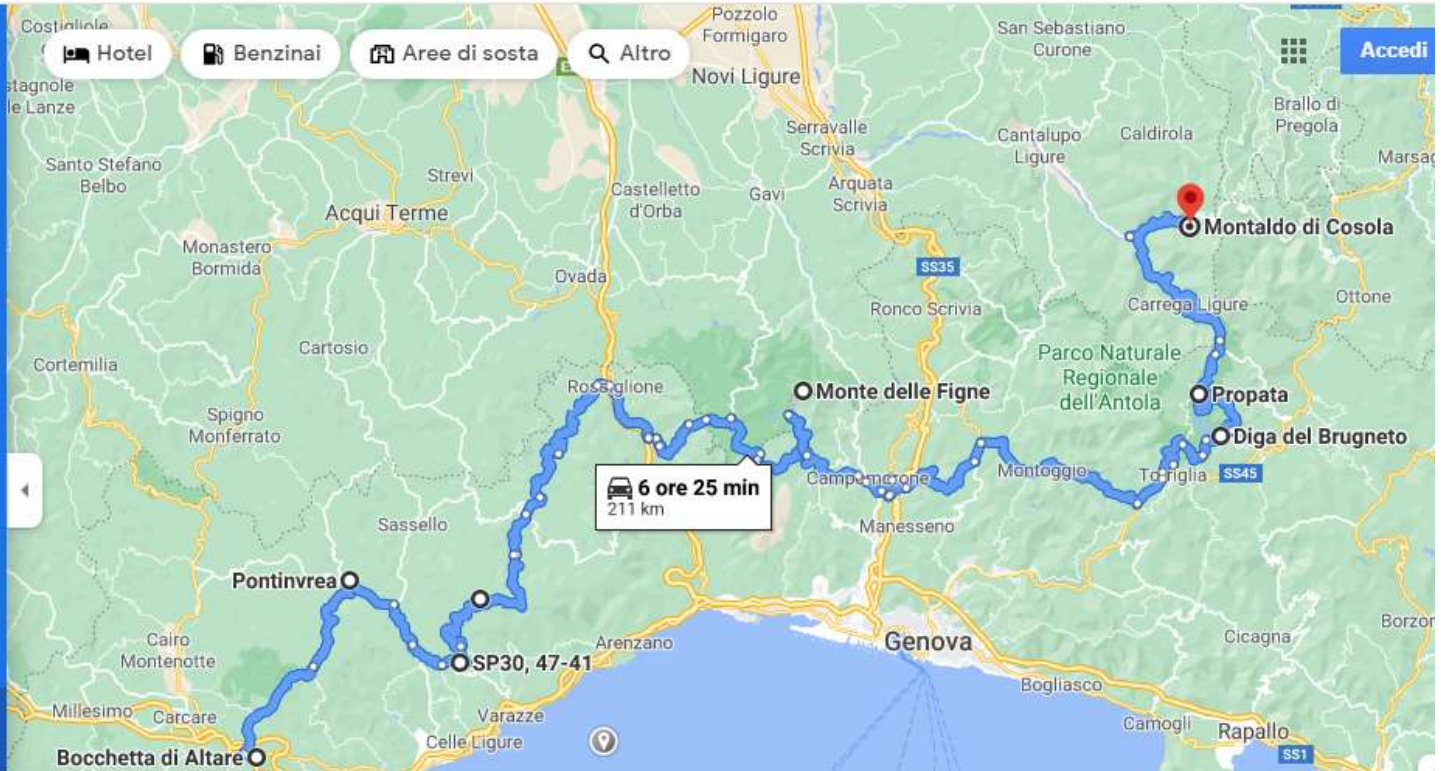 Costigliole
Pozzolo
Formigaro
San Sebastiano
Curone
Hotel
Benzinai
Aree di sosta
Altro
Accedi
Novi Ligure
stagnole
le Lanze
Brallo di
Pregola
Serravalle
Scrivia
Cantalupo
Ligure
Caldirola
Santo Stefano
Belbo
Strevi
Castelletto
d'Orba
Gavi
Arquata
Scrivia
Marsag
Acqui Terme
Montaldo di Cosola
Monastero
Bormida
Ovada
SS35
Ronco Scrivia
Carrega Ligure
Ottone
Cortemilia
Cartosio
Rossiglione
Monte delle Figne
Parco Naturale
Regionale
dell'Antola
Propata
Spigno
Monferrato
Diga del Brugneto
6 ore 25 min
211 km
Campomorone
Montoggio
Torriglia
SS45
Sassello
Manesseno
Pontinvrea
Cairo
Montenotte
SP30, 47-41
Arenzano
Genova
Cicagna
Borzon
Bogliasco
Millesimo
Carcare
Varazze
Celle Ligure
Camogli
Rapallo
Bocchetta di Altare
SS1